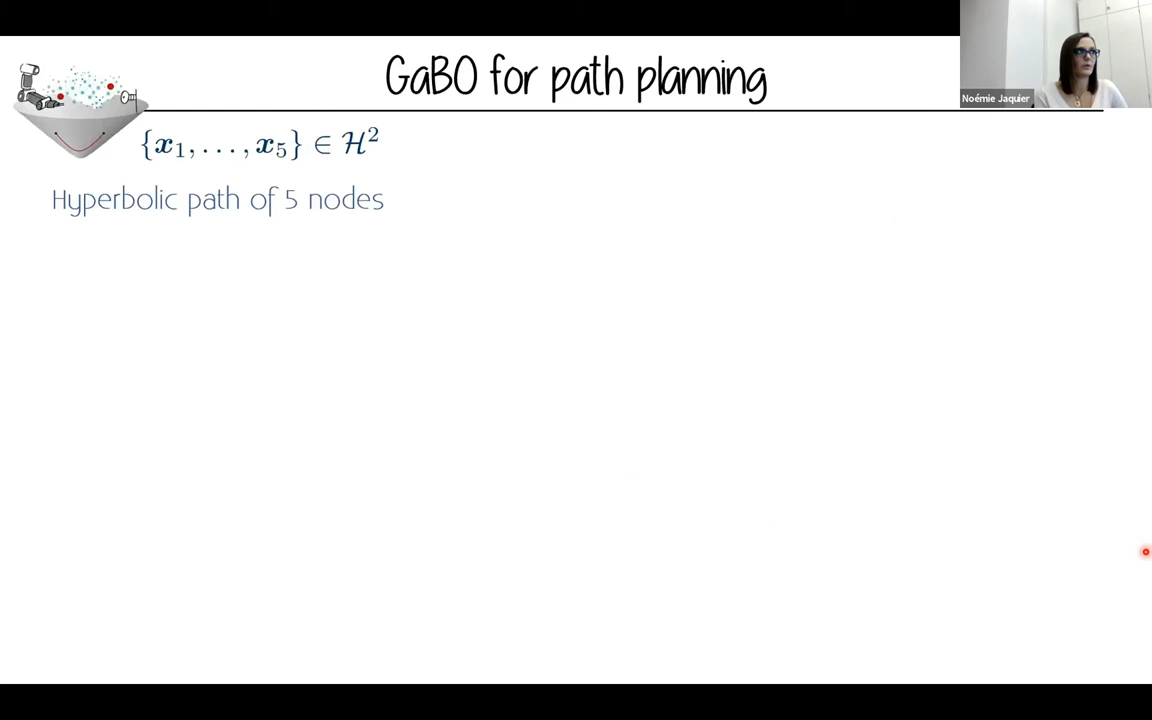 GaBO for path planning
Noémie Jaquier
{x₁, . . . , x₅} ∈ ℋ²
Hyperbolic path of 5 nodes